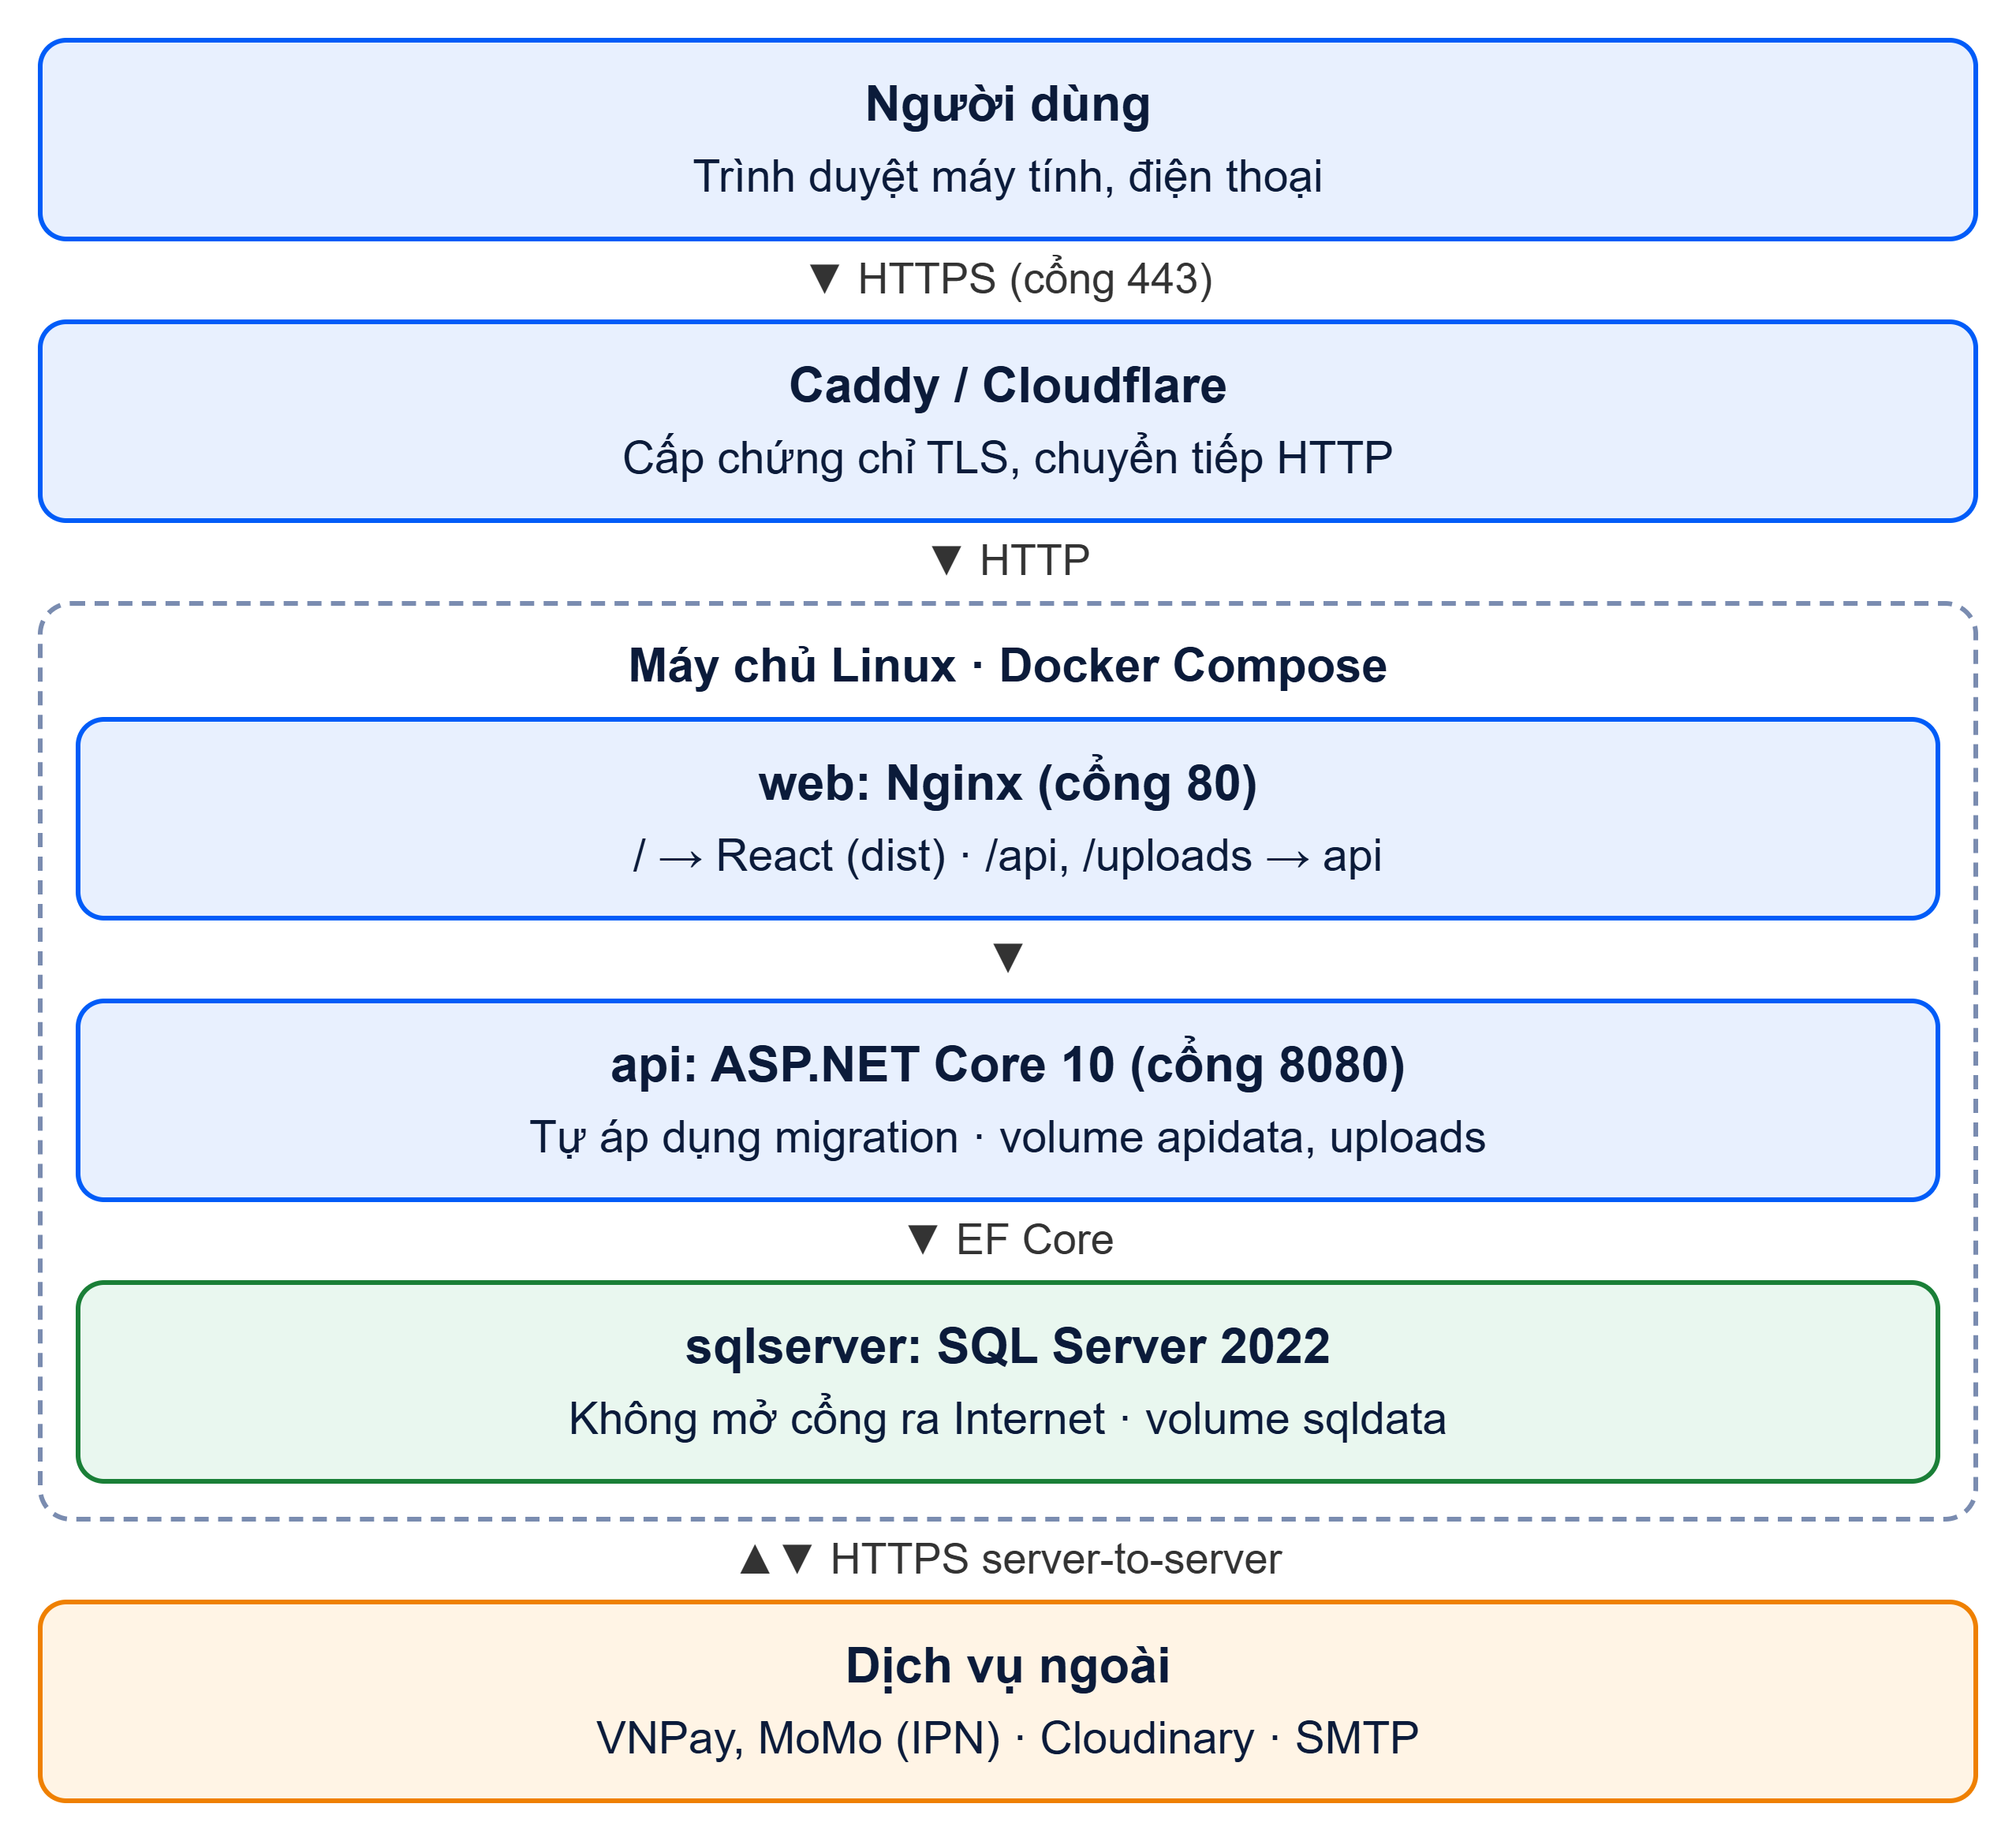 Người dùng
Trình duyệt máy tính, điện thoại
▼ HTTPS (cổng 443)
Caddy / Cloudflare
Cấp chứng chỉ TLS, chuyển tiếp HTTP
▼ HTTP
Máy chủ Linux · Docker Compose
web: Nginx (cổng 80)
/ → React (dist) · /api, /uploads → api
▼
api: ASP.NET Core 10 (cổng 8080)
Tự áp dụng migration · volume apidata, uploads
▼ EF Core
sqlserver: SQL Server 2022
Không mở cổng ra Internet · volume sqldata
▲▼ HTTPS server-to-server
Dịch vụ ngoài
VNPay, MoMo (IPN) · Cloudinary · SMTP